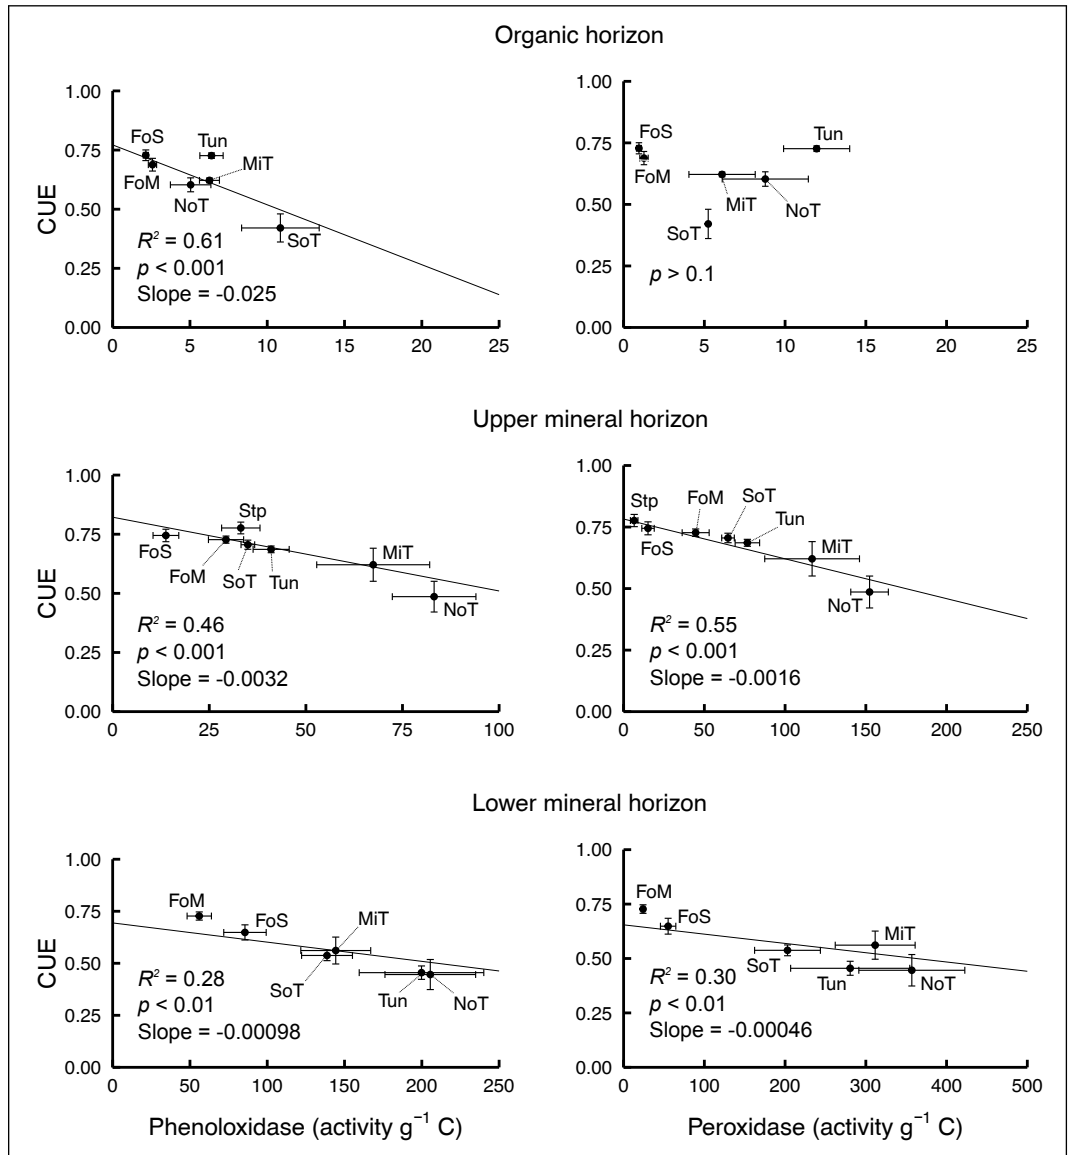 Organic horizon
CUE
1.00
0.75
0.50
0.25
0.00
FoS
Tun
MiT
FoM
NoT
SoT
R² = 0.61
p < 0.001
Slope = -0.025
0 5 10 15 20 25
1.00
0.75
0.50
0.25
0.00
FoS
Tun
FoM
MiT
NoT
SoT
p > 0.1
0 5 10 15 20 25
Upper mineral horizon
CUE
1.00
0.75
0.50
0.25
0.00
Stp
FoS
FoM
SoT
Tun
MiT
NoT
R² = 0.46
p < 0.001
Slope = -0.0032
0 25 50 75 100
1.00
0.75
0.50
0.25
0.00
Stp
FoM
SoT
Tun
FoS
MiT
NoT
R² = 0.55
p < 0.001
Slope = -0.0016
0 50 100 150 200 250
Lower mineral horizon
CUE
1.00
0.75
0.50
0.25
0.00
FoM
FoS
MiT
SoT
Tun
NoT
R² = 0.28
p < 0.01
Slope = -0.00098
0 50 100 150 200 250
Phenoloxidase (activity g⁻¹ C)
1.00
0.75
0.50
0.25
0.00
FoM
FoS
MiT
SoT
Tun
NoT
R² = 0.30
p < 0.01
Slope = -0.00046
0 100 200 300 400 500
Peroxidase (activity g⁻¹ C)